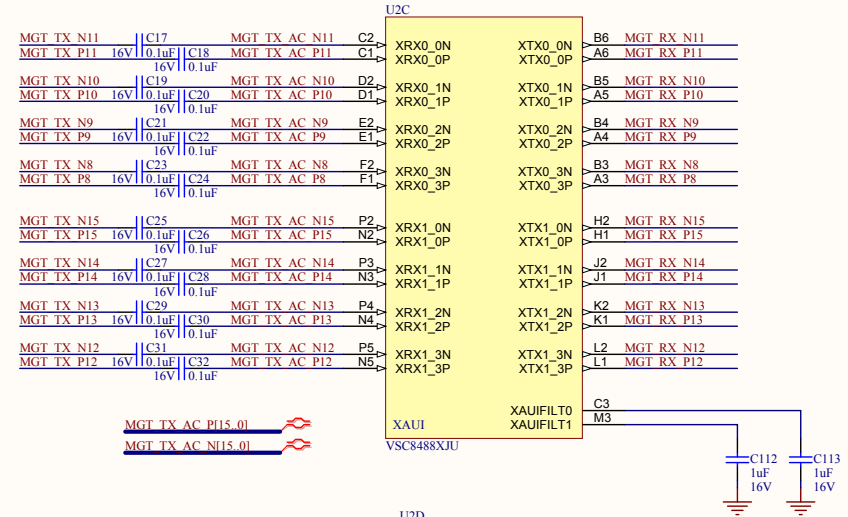 U2C
MGT_TX_N11 C17 MGT_TX_AC_N11 C2 XRX0_0N XTX0_0N B6 MGT_RX_N11
MGT_TX_P11 16V 0.1uF C18 MGT_TX_AC_P11 C1 XRX0_0P XTX0_0P A6 MGT_RX_P11
16V 0.1uF
MGT_TX_N10 C19 MGT_TX_AC_N10 D2 XRX0_1N XTX0_1N B5 MGT_RX_N10
MGT_TX_P10 16V 0.1uF C20 MGT_TX_AC_P10 D1 XRX0_1P XTX0_1P A5 MGT_RX_P10
16V 0.1uF
MGT_TX_N9 C21 MGT_TX_AC_N9 E2 XRX0_2N XTX0_2N B4 MGT_RX_N9
MGT_TX_P9 16V 0.1uF C22 MGT_TX_AC_P9 E1 XRX0_2P XTX0_2P A4 MGT_RX_P9
16V 0.1uF
MGT_TX_N8 C23 MGT_TX_AC_N8 F2 XRX0_3N XTX0_3N B3 MGT_RX_N8
MGT_TX_P8 16V 0.1uF C24 MGT_TX_AC_P8 F1 XRX0_3P XTX0_3P A3 MGT_RX_P8
16V 0.1uF
MGT_TX_N15 C25 MGT_TX_AC_N15 P2 XRX1_0N XTX1_0N H2 MGT_RX_N15
MGT_TX_P15 16V 0.1uF C26 MGT_TX_AC_P15 N2 XRX1_0P XTX1_0P H1 MGT_RX_P15
16V 0.1uF
MGT_TX_N14 C27 MGT_TX_AC_N14 P3 XRX1_1N XTX1_1N J2 MGT_RX_N14
MGT_TX_P14 16V 0.1uF C28 MGT_TX_AC_P14 N3 XRX1_1P XTX1_1P J1 MGT_RX_P14
16V 0.1uF
MGT_TX_N13 C29 MGT_TX_AC_N13 P4 XRX1_2N XTX1_2N K2 MGT_RX_N13
MGT_TX_P13 16V 0.1uF C30 MGT_TX_AC_P13 N4 XRX1_2P XTX1_2P K1 MGT_RX_P13
16V 0.1uF
MGT_TX_N12 C31 MGT_TX_AC_N12 P5 XRX1_3N XTX1_3N L2 MGT_RX_N12
MGT_TX_P12 16V 0.1uF C32 MGT_TX_AC_P12 N5 XRX1_3P XTX1_3P L1 MGT_RX_P12
16V 0.1uF
XAUIFILT0 C3
MGT_TX_AC_P[15..0] XAUI XAUIFILT1 M3
MGT_TX_AC_N[15..0] VSC8488XJU
C112 C113
1uF 1uF
16V 16V
U2D